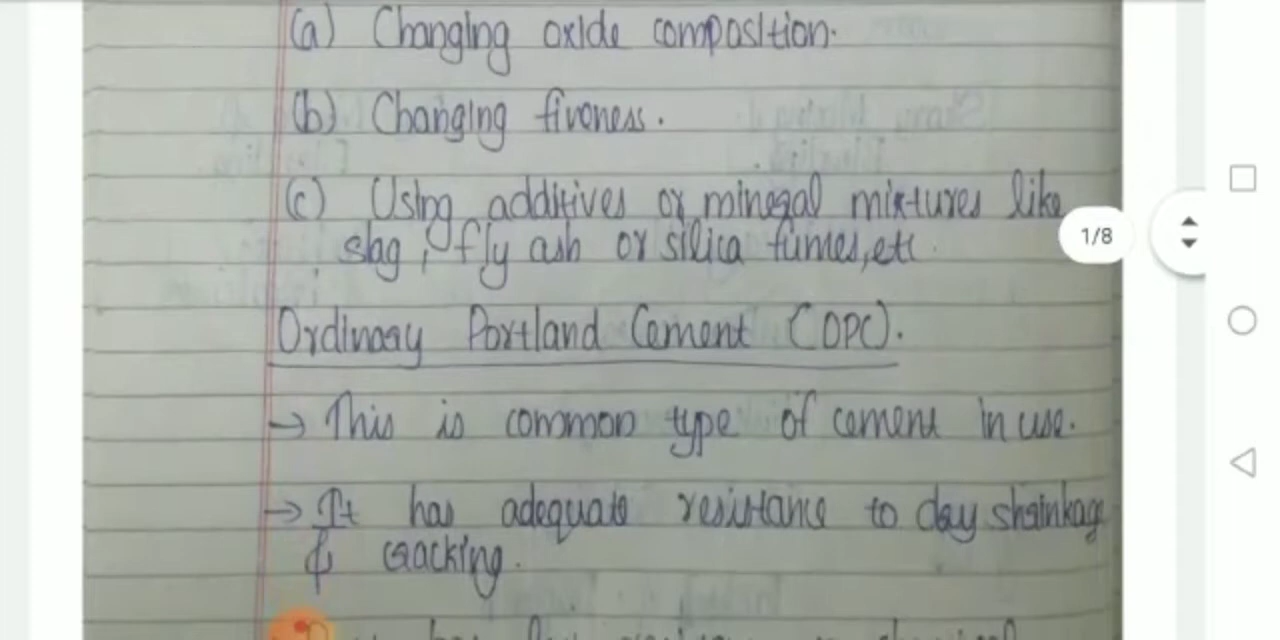 (a) Changing oxide composition.
(b) Changing fineness.
(c) Using additives or mineral mixtures like
slag, fly ash or silica fumes, etc.
1/8
Ordinary Portland Cement (OPC).
→ This is common type of cement in use.
→ It has adequate resistance to dry shrinkage
& cracking.